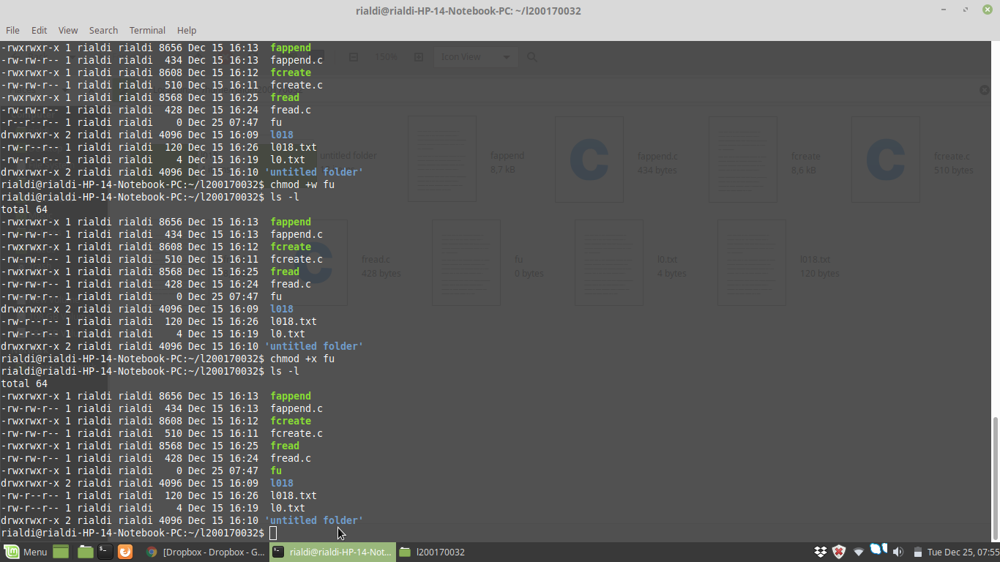 rialdi@rialdi-HP-14-Notebook-PC: ~/l200170032
File Edit View Search Terminal Help
-rwxrwxr-x 1 rialdi rialdi 8656 Dec 15 16:13 fappend
-rw-rw-r-- 1 rialdi rialdi 434 Dec 15 16:13 fappend.c
-rwxrwxr-x 1 rialdi rialdi 8608 Dec 15 16:12 fcreate
-rw-rw-r-- 1 rialdi rialdi 510 Dec 15 16:11 fcreate.c
-rwxrwxr-x 1 rialdi rialdi 8568 Dec 15 16:25 fread
-rw-rw-r-- 1 rialdi rialdi 428 Dec 15 16:24 fread.c
-r--r--r-- 1 rialdi rialdi 0 Dec 25 07:47 fu
drwxrwxr-x 2 rialdi rialdi 4096 Dec 15 16:09 l018
-rw-r--r-- 1 rialdi rialdi 120 Dec 15 16:26 l018.txt
-rw-r--r-- 1 rialdi rialdi 4 Dec 15 16:19 l0.txt
drwxrwxr-x 2 rialdi rialdi 4096 Dec 15 16:10 'untitled folder'
rialdi@rialdi-HP-14-Notebook-PC:~/l200170032$ chmod +w fu
rialdi@rialdi-HP-14-Notebook-PC:~/l200170032$ ls -l
total 64
-rwxrwxr-x 1 rialdi rialdi 8656 Dec 15 16:13 fappend
-rw-rw-r-- 1 rialdi rialdi 434 Dec 15 16:13 fappend.c
-rwxrwxr-x 1 rialdi rialdi 8608 Dec 15 16:12 fcreate
-rw-rw-r-- 1 rialdi rialdi 510 Dec 15 16:11 fcreate.c
-rwxrwxr-x 1 rialdi rialdi 8568 Dec 15 16:25 fread
-rw-rw-r-- 1 rialdi rialdi 428 Dec 15 16:24 fread.c
-rw-rw-r-- 1 rialdi rialdi 0 Dec 25 07:47 fu
drwxrwxr-x 2 rialdi rialdi 4096 Dec 15 16:09 l018
-rw-r--r-- 1 rialdi rialdi 120 Dec 15 16:26 l018.txt
-rw-r--r-- 1 rialdi rialdi 4 Dec 15 16:19 l0.txt
drwxrwxr-x 2 rialdi rialdi 4096 Dec 15 16:10 'untitled folder'
rialdi@rialdi-HP-14-Notebook-PC:~/l200170032$ chmod +x fu
rialdi@rialdi-HP-14-Notebook-PC:~/l200170032$ ls -l
total 64
-rwxrwxr-x 1 rialdi rialdi 8656 Dec 15 16:13 fappend
-rw-rw-r-- 1 rialdi rialdi 434 Dec 15 16:13 fappend.c
-rwxrwxr-x 1 rialdi rialdi 8608 Dec 15 16:12 fcreate
-rw-rw-r-- 1 rialdi rialdi 510 Dec 15 16:11 fcreate.c
-rwxrwxr-x 1 rialdi rialdi 8568 Dec 15 16:25 fread
-rw-rw-r-- 1 rialdi rialdi 428 Dec 15 16:24 fread.c
-rwxrwxr-x 1 rialdi rialdi 0 Dec 25 07:47 fu
drwxrwxr-x 2 rialdi rialdi 4096 Dec 15 16:09 l018
-rw-r--r-- 1 rialdi rialdi 120 Dec 15 16:26 l018.txt
-rw-r--r-- 1 rialdi rialdi 4 Dec 15 16:19 l0.txt
drwxrwxr-x 2 rialdi rialdi 4096 Dec 15 16:10 'untitled folder'
rialdi@rialdi-HP-14-Notebook-PC:~/l200170032$
150% Icon View
untitled folder
fappend
8,7 kB
fappend.c
434 bytes
fcreate
8,6 kB
fcreate.c
510 bytes
fread.c
428 bytes
fu
0 bytes
l0.txt
4 bytes
l018.txt
120 bytes
Menu [Dropbox - Dropbox - G... rialdi@rialdi-HP-14-Not... l200170032 Tue Dec 25, 07:55